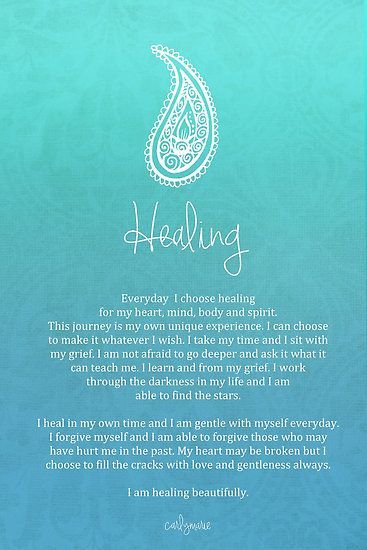 Healing
Everyday I choose healing
for my heart, mind, body and spirit.
This journey is my own unique experience. I can choose
to make it whatever I wish. I take my time and I sit with
my grief. I am not afraid to go deeper and ask it what it
can teach me. I learn and from my grief. I work
through the darkness in my life and I am
able to find the stars.
I heal in my own time and I am gentle with myself everyday.
I forgive myself and I am able to forgive those who may
have hurt me in the past. My heart may be broken but I
choose to fill the cracks with love and gentleness always.
I am healing beautifully.
carlymarie